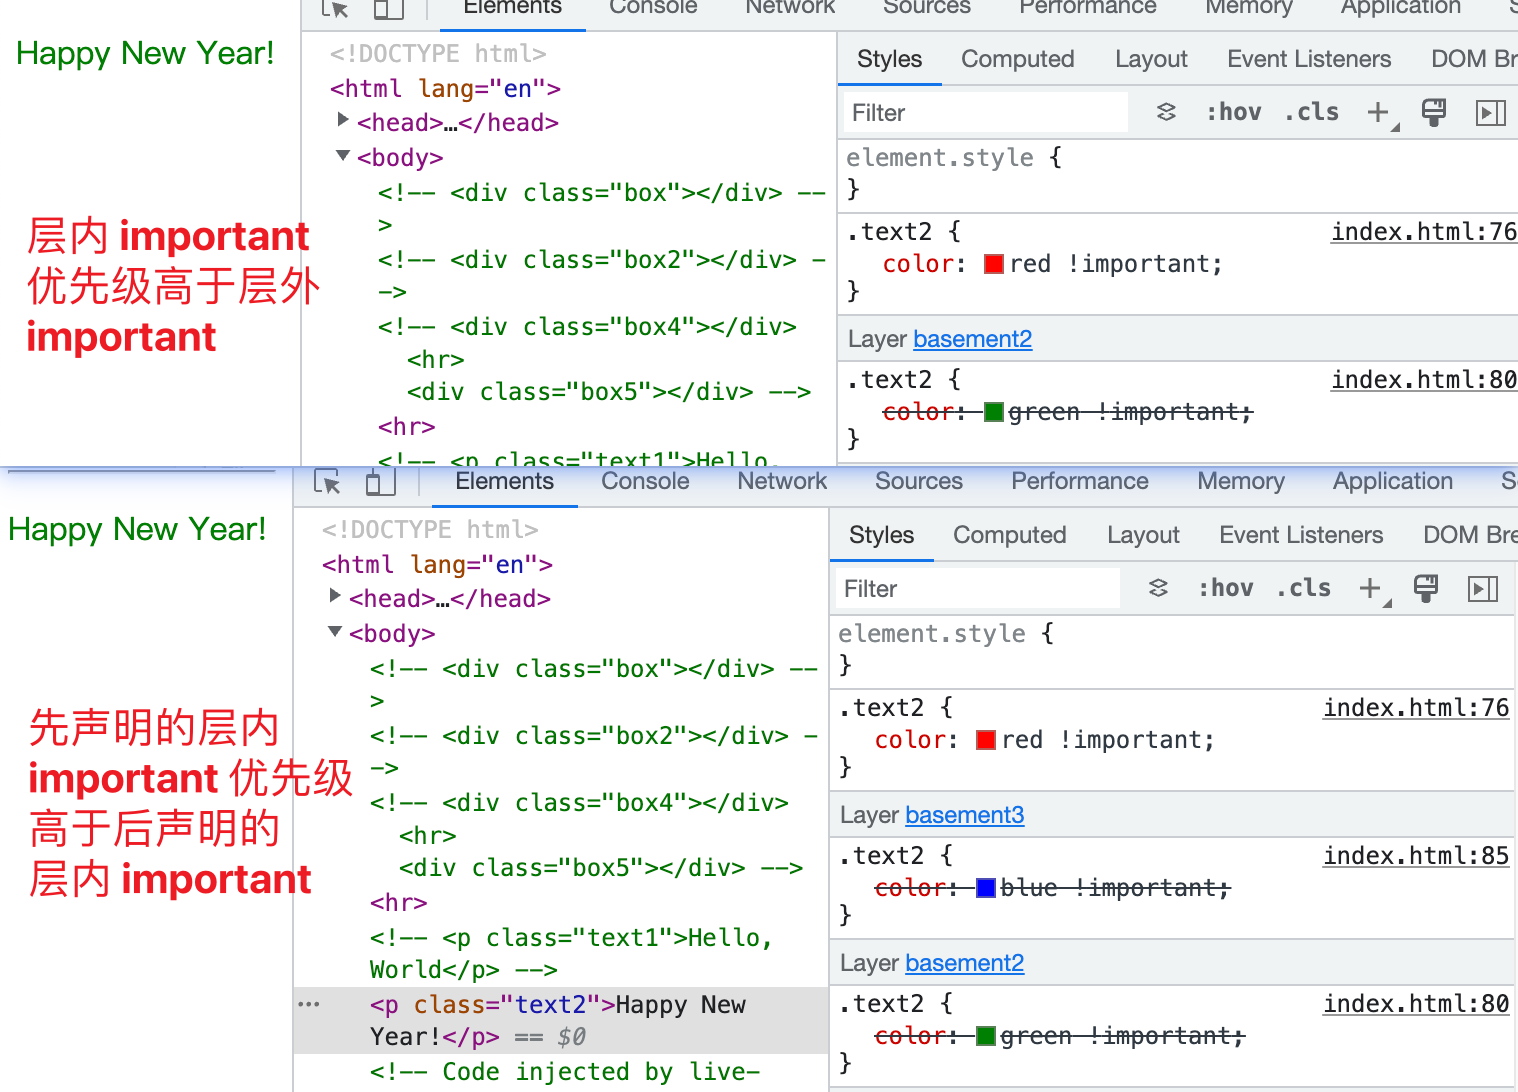 Elements Console Network Sources Performance Memory Application
Happy New Year!
<!DOCTYPE html>
<html lang="en">
<head>…</head>
<body>
<!-- <div class="box"></div> --
>
<!-- <div class="box2"></div> -
->
<!-- <div class="box4"></div>
<hr>
<div class="box5"></div> -->
<hr>
<!-- <p class="text1">Hello,
层内 important
优先级高于层外
important
Styles Computed Layout Event Listeners DOM Br
Filter :hov .cls
element.style {
}
.text2 { index.html:76
color: red !important;
}
Layer basement2
.text2 { index.html:80
color: green !important;
}
Elements Console Network Sources Performance Memory Application
Happy New Year!
<!DOCTYPE html>
<html lang="en">
<head>…</head>
<body>
<!-- <div class="box"></div> --
>
<!-- <div class="box2"></div> -
->
<!-- <div class="box4"></div>
<hr>
<div class="box5"></div> -->
<hr>
<!-- <p class="text1">Hello,
World</p> -->
<p class="text2">Happy New
Year!</p> == $0
<!-- Code injected by live-
先声明的层内
important 优先级
高于后声明的
层内 important
Styles Computed Layout Event Listeners DOM Bre
Filter :hov .cls
element.style {
}
.text2 { index.html:76
color: red !important;
}
Layer basement3
.text2 { index.html:85
color: blue !important;
}
Layer basement2
.text2 { index.html:80
color: green !important;
}